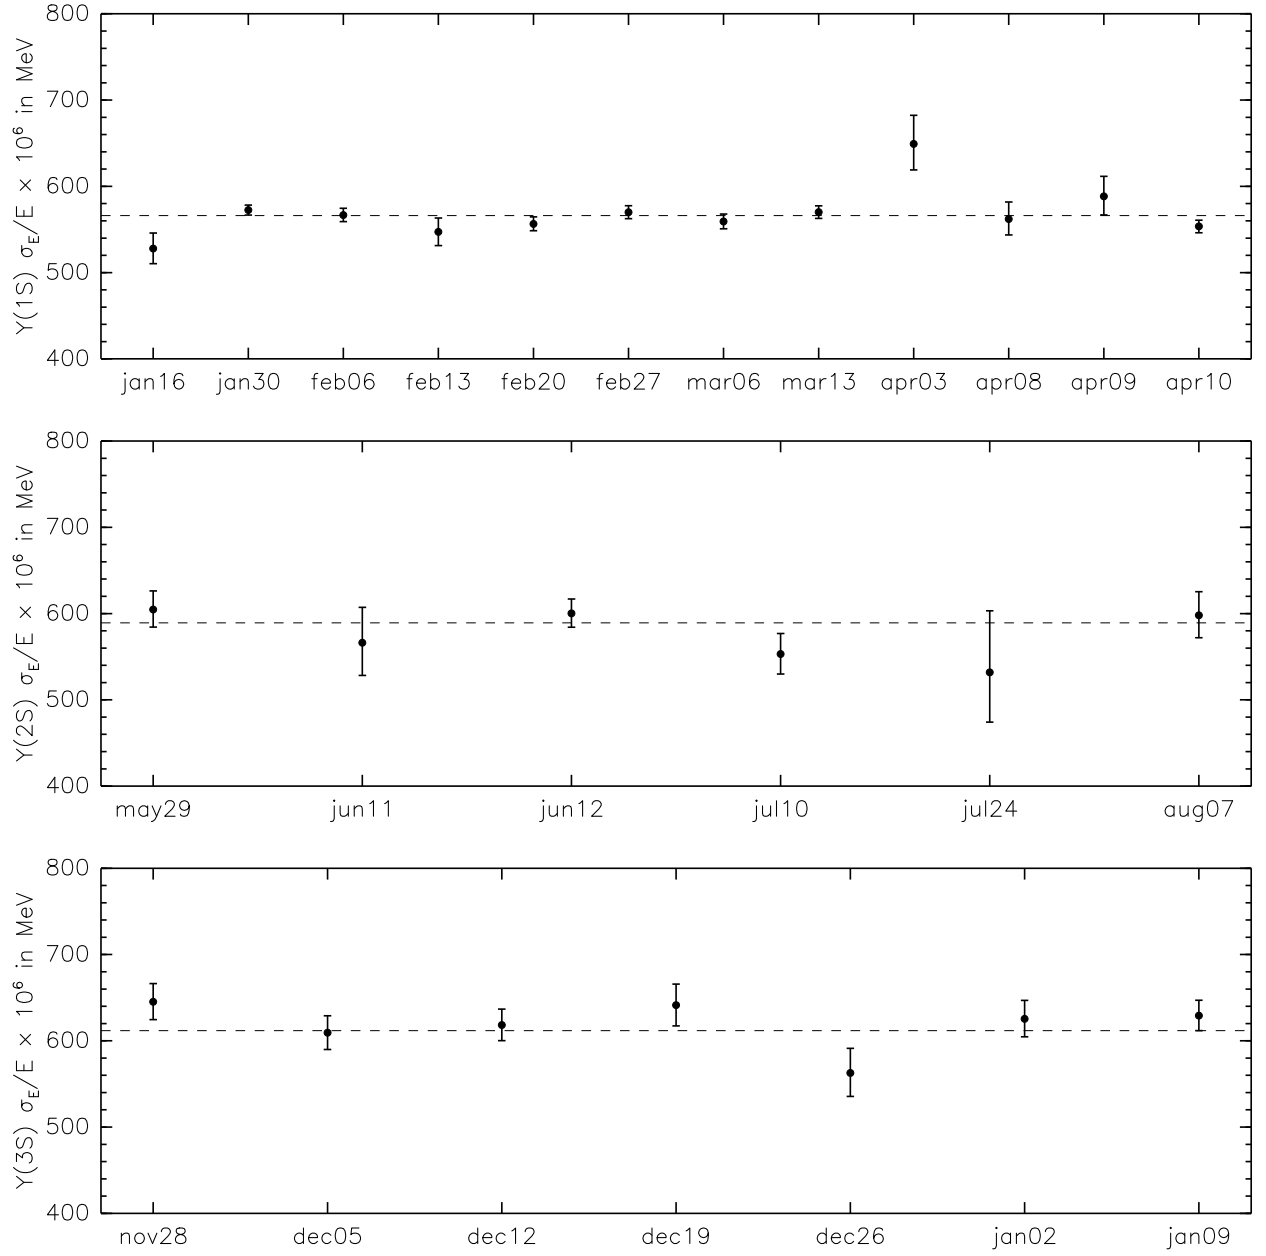 Υ(1S) σE/E × 10⁶ in MeV
800
700
600
500
400
jan16 jan30 feb06 feb13 feb20 feb27 mar06 mar13 apr03 apr08 apr09 apr10
Υ(2S) σE/E × 10⁶ in MeV
800
700
600
500
400
may29 jun11 jun12 jul10 jul24 aug07
Υ(3S) σE/E × 10⁶ in MeV
800
700
600
500
400
nov28 dec05 dec12 dec19 dec26 jan02 jan09